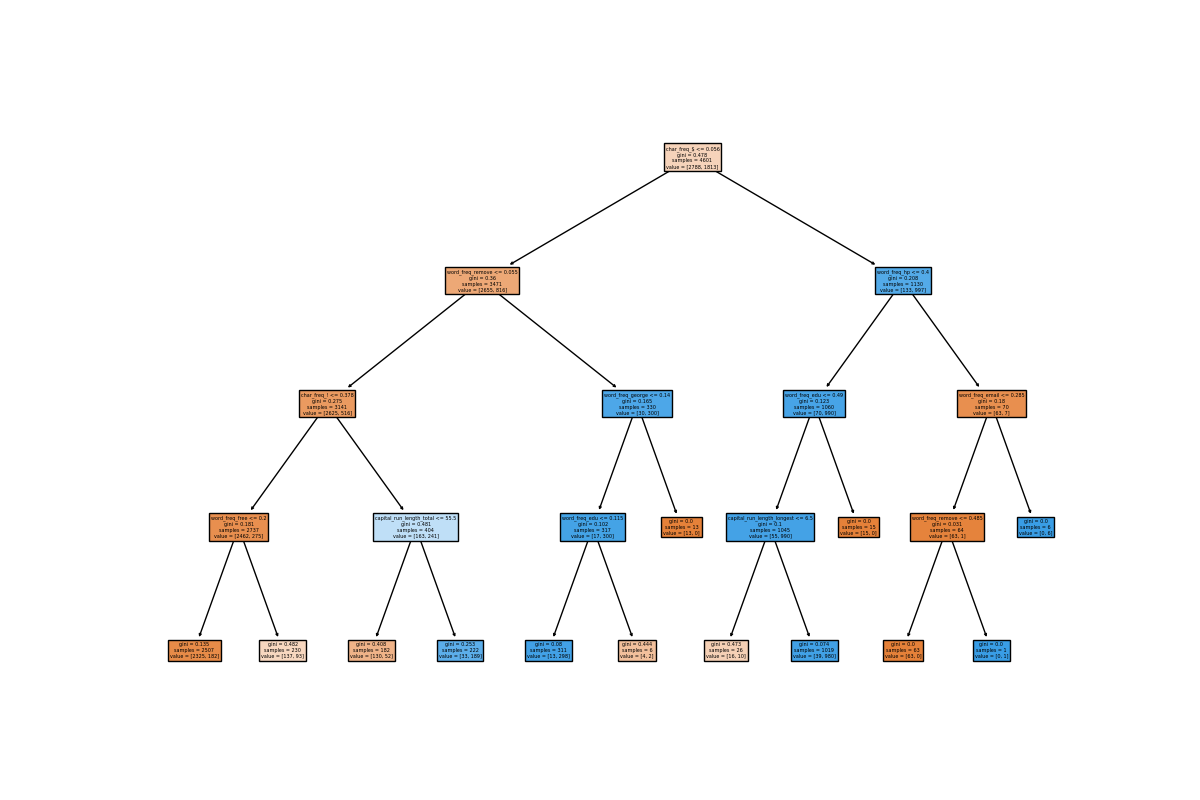 char_freq_$ <= 0.056
gini = 0.478
samples = 4601
value = [2788, 1813]
word_freq_remove <= 0.055
gini = 0.36
samples = 3471
value = [2655, 816]
word_freq_hp <= 0.4
gini = 0.208
samples = 1130
value = [133, 997]
char_freq_! <= 0.378
gini = 0.275
samples = 3141
value = [2625, 516]
word_freq_george <= 0.14
gini = 0.165
samples = 330
value = [30, 300]
word_freq_edu <= 0.49
gini = 0.123
samples = 1060
value = [70, 990]
word_freq_email <= 0.285
gini = 0.18
samples = 70
value = [63, 7]
word_freq_free <= 0.2
gini = 0.181
samples = 2737
value = [2462, 275]
capital_run_length_total <= 55.5
gini = 0.481
samples = 404
value = [163, 241]
word_freq_edu <= 0.115
gini = 0.102
samples = 317
value = [17, 300]
gini = 0.0
samples = 13
value = [13, 0]
capital_run_length_longest <= 6.5
gini = 0.1
samples = 1045
value = [55, 990]
gini = 0.0
samples = 15
value = [15, 0]
word_freq_remove <= 0.485
gini = 0.031
samples = 64
value = [63, 1]
gini = 0.0
samples = 6
value = [0, 6]
gini = 0.135
samples = 2507
value = [2325, 182]
gini = 0.482
samples = 230
value = [137, 93]
gini = 0.408
samples = 182
value = [130, 52]
gini = 0.253
samples = 222
value = [33, 189]
gini = 0.08
samples = 311
value = [13, 298]
gini = 0.444
samples = 6
value = [4, 2]
gini = 0.473
samples = 26
value = [16, 10]
gini = 0.074
samples = 1019
value = [39, 980]
gini = 0.0
samples = 63
value = [63, 0]
gini = 0.0
samples = 1
value = [0, 1]